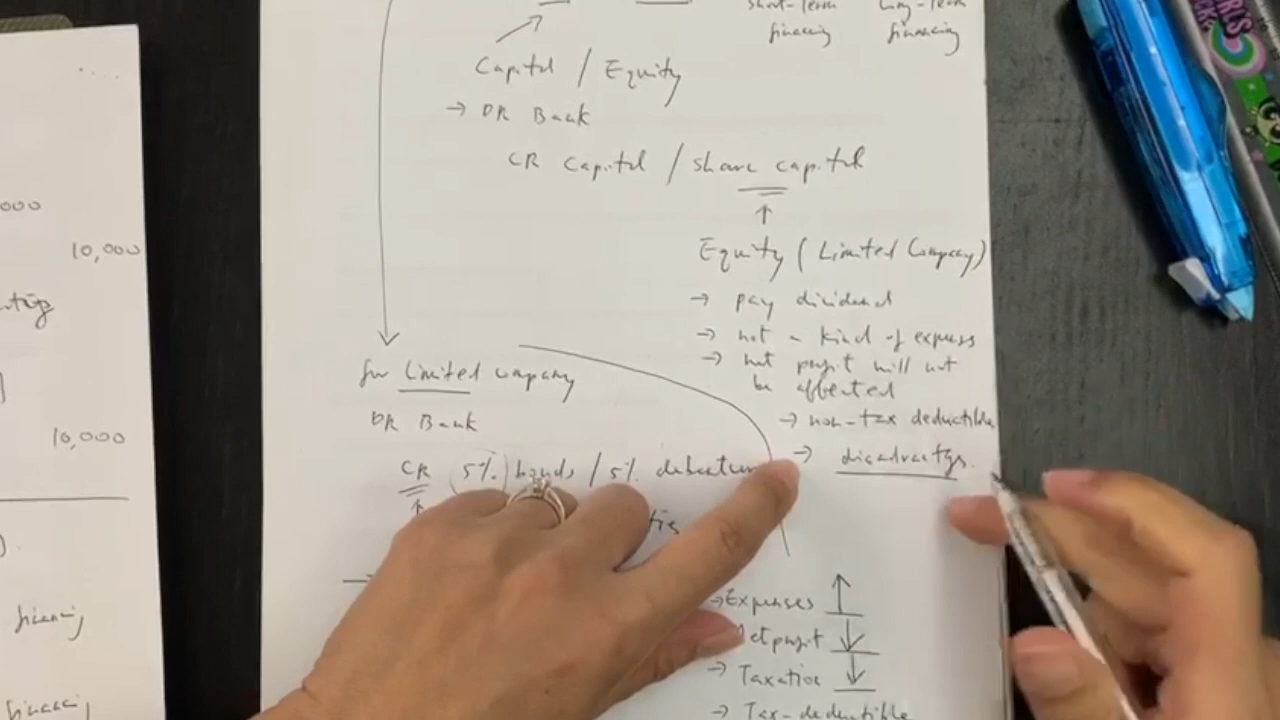 000
10,000
10,000
short-term
long-term
financing
financing
Capital / Equity
→ DR Bank
CR Capital / share capital
↑
Equity (Limited Company)
→ pay dividend
→ not a kind of expenses
→ net profit will not
be affected
→ non-tax deductible
→ disadvantages.
for Limited company
DR Bank
CR (5%) bonds / 5% debenture
↑
→
→ Expenses ↑
Net profit ↓
→ Taxation ↓
→ Tax-deductible